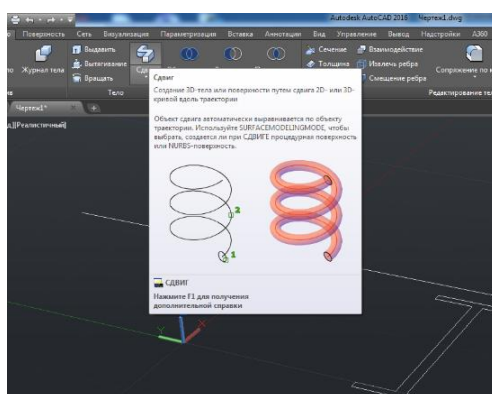 Autodesk AutoCAD 2016 Чертеж1.dwg
Поверхность Сеть Визуализация Параметризация Вставка Аннотации Вид Управление Вывод Надстройки A360
Журнал тела
Выдавить
Вытягивание
Вращать
Сечение
Толщина
Взаимодействие
Извлечь ребра
Смещение ребра
Сопряжение по к
Тело
Редактирование тел
Чертеж1*
[Реалистичный]
Сдвиг
Создание 3D-тела или поверхности путем сдвига 2D- или 3D-
кривой вдоль траектории
Объект сдвига автоматически выравнивается по объекту
траектории. Используйте SURFACEMODELINGMODE, чтобы
выбрать, создается ли при СДВИГЕ процедурная поверхность
или NURBS-поверхность.
2
1
СДВИГ
Нажмите F1 для получения
дополнительной справки
Y
X